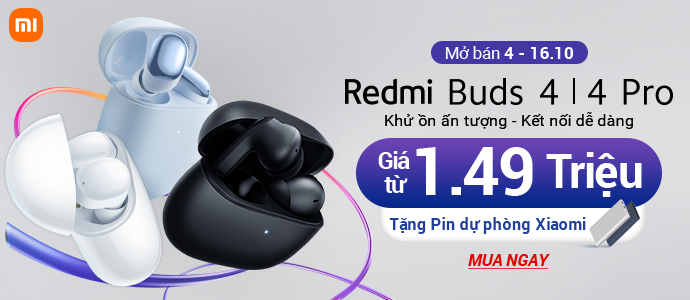 mi
Mở bán 4 - 16.10
Redmi Buds 4 | 4 Pro
Khử ồn ấn tượng - Kết nối dễ dàng
Giá từ 1.49 Triệu
Tặng Pin dự phòng Xiaomi
MUA NGAY